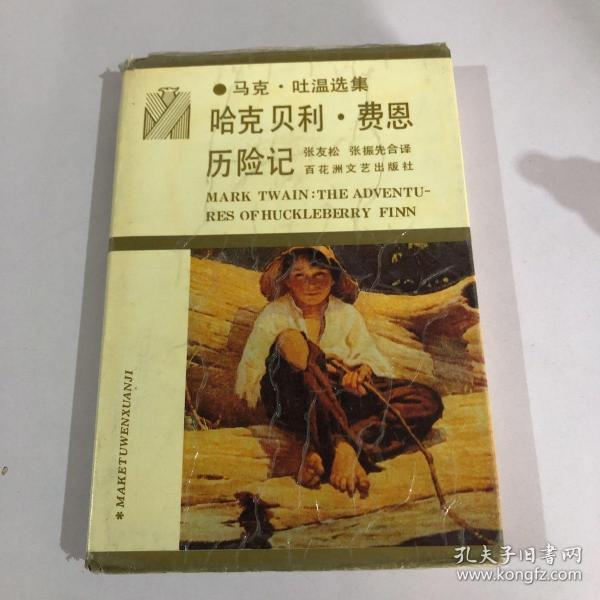 ●马克·吐温选集
哈克贝利·费恩
历险记
张友松 张振先合译
百花洲文艺出版社
MARK TWAIN:THE ADVENTU-
RES OF HUCKLEBERRY FINN
*MAKETUWENXUANJI
孔夫子旧书网
www.kongfz.com